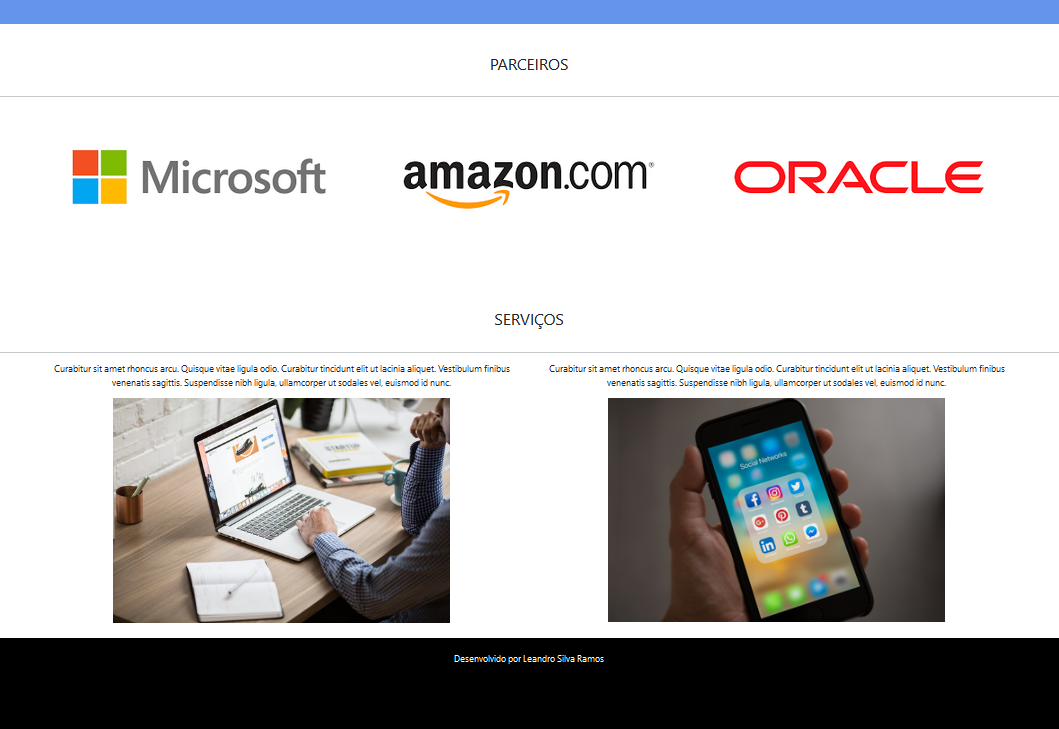 PARCEIROS
Microsoft
amazon.com®
ORACLE
SERVIÇOS
Curabitur sit amet rhoncus arcu. Quisque vitae ligula odio. Curabitur tincidunt elit ut lacinia aliquet. Vestibulum finibus
venenatis sagittis. Suspendisse nibh ligula, ullamcorper ut sodales vel, euismod id nunc.
Curabitur sit amet rhoncus arcu. Quisque vitae ligula odio. Curabitur tincidunt elit ut lacinia aliquet. Vestibulum finibus
venenatis sagittis. Suspendisse nibh ligula, ullamcorper ut sodales vel, euismod id nunc.
STARTUP
Social Networks
Desenvolvido por Leandro Silva Ramos